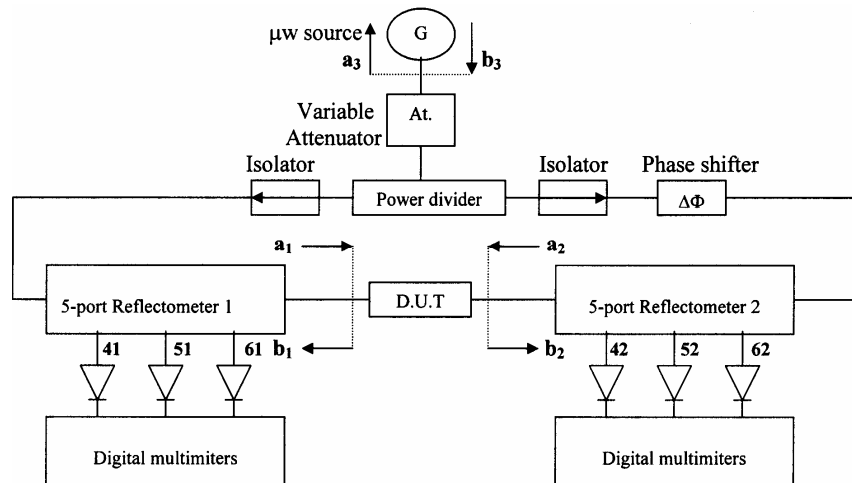 μw source
G
a3
b3
Variable
Attenuator
At.
Isolator
Isolator
Phase shifter
Power divider
ΔΦ
a1
a2
5-port Reflectometer 1
D.U.T
5-port Reflectometer 2
41
51
61
b1
b2
42
52
62
Digital multimiters
Digital multimiters